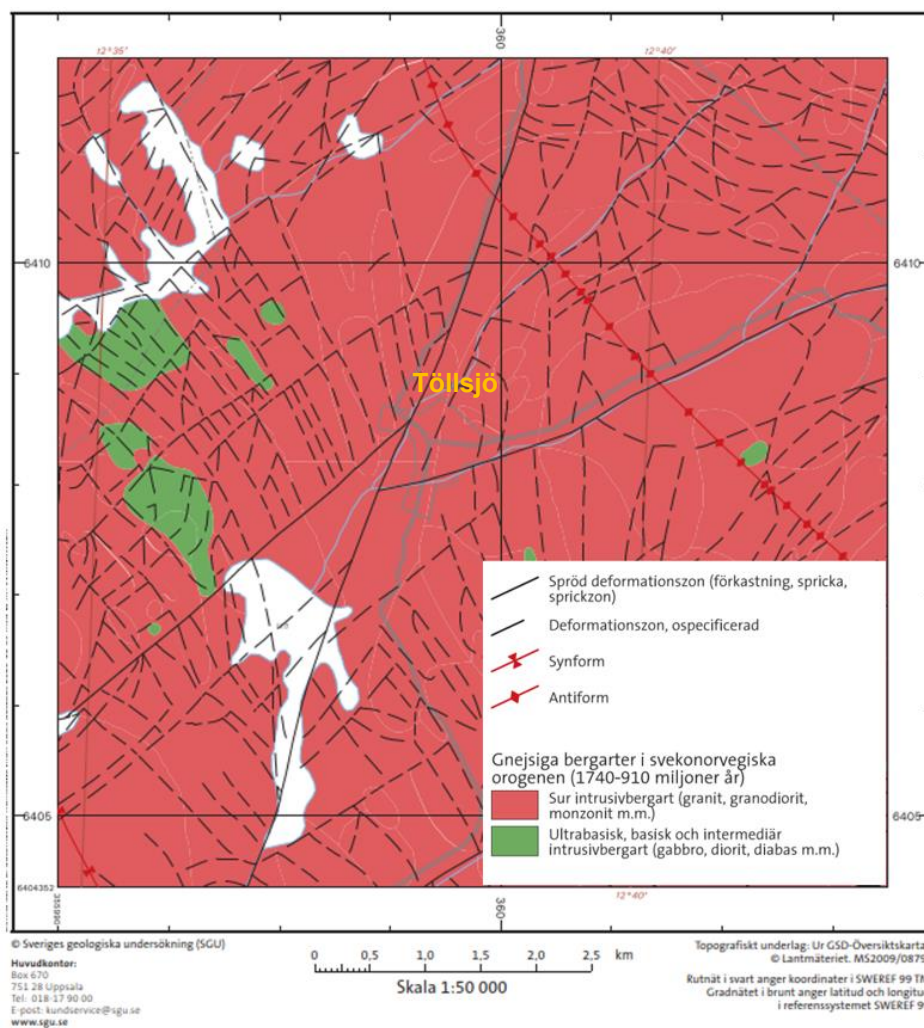 360
12°35'
12°40'
6410
6410
Töllsjö
Spröd deformationszon (förkastning, spricka,
sprickzon)
Deformationszon, ospecificerad
Synform
Antiform
Gnejsiga bergarter i svekonorvegiska
orogenen (1740-910 miljoner år)
Sur intrusivbergart (granit, granodiorit,
monzonit m.m.)
Ultrabasisk, basisk och intermediär
intrusivbergart (gabbro, diorit, diabas m.m.)
6405
6405
6404352
360
12°40'
© Sveriges geologiska undersökning (SGU)
Huvudkontor:
Box 670
751 28 Uppsala
Tel: 018-17 90 00
E-post: kundservice@sgu.se
www.sgu.se
0 0,5 1,0 1,5 2,0 2,5 km
Skala 1:50 000
Topografiskt underlag: Ur GSD-Översiktskarta
© Lantmäteriet. MS2009/0879
Rutnät i svart anger koordinater i SWEREF 99 TM
Gradnätet i brunt anger latitud och longitu
i referenssystemet SWEREF 9